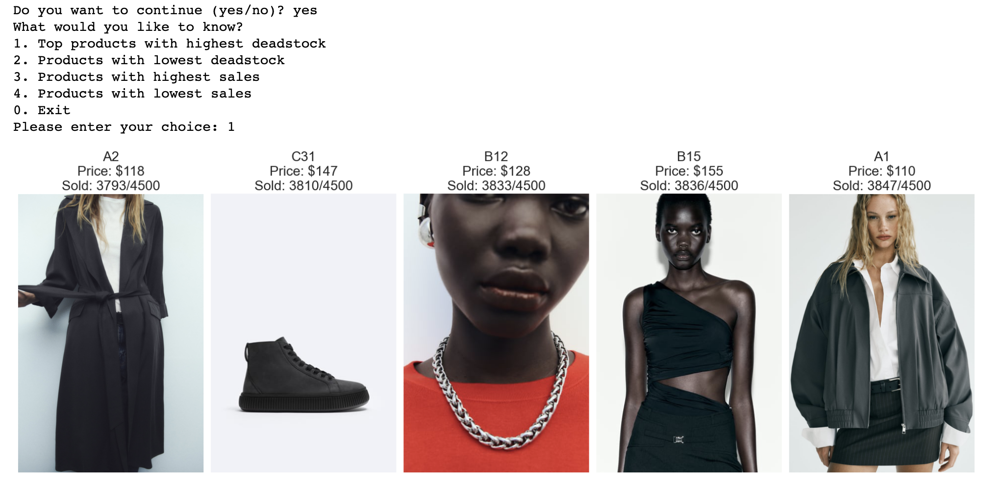 Do you want to continue (yes/no)? yes
What would you like to know?
1. Top products with highest deadstock
2. Products with lowest deadstock
3. Products with highest sales
4. Products with lowest sales
0. Exit
Please enter your choice: 1
A2
Price: $118
Sold: 3793/4500
C31
Price: $147
Sold: 3810/4500
B12
Price: $128
Sold: 3833/4500
B15
Price: $155
Sold: 3836/4500
A1
Price: $110
Sold: 3847/4500